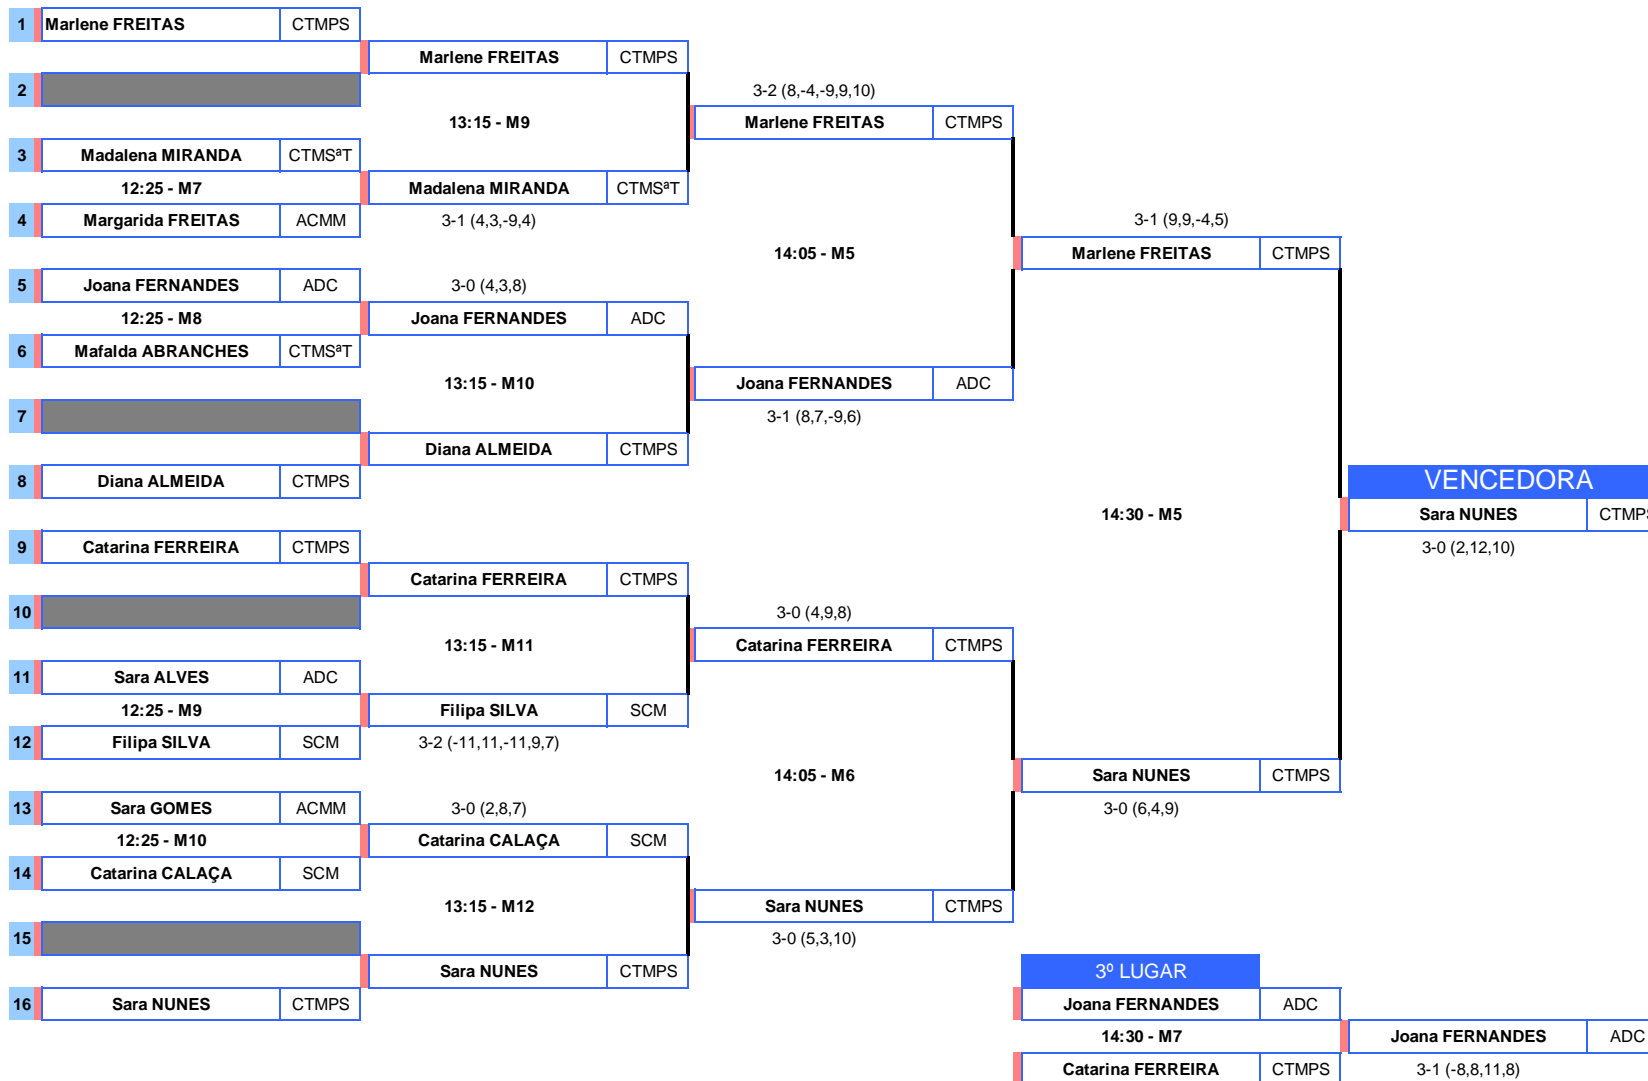 1 Marlene FREITAS CTMPS
Marlene FREITAS CTMPS
2 3-2 (8,-4,-9,9,10)
13:15 - M9 Marlene FREITAS CTMPS
3 Madalena MIRANDA CTMSªT
12:25 - M7 Madalena MIRANDA CTMSªT
4 Margarida FREITAS ACMM 3-1 (4,3,-9,4) 3-1 (9,9,-4,5)
14:05 - M5 Marlene FREITAS CTMPS
5 Joana FERNANDES ADC 3-0 (4,3,8)
12:25 - M8 Joana FERNANDES ADC
6 Mafalda ABRANCHES CTMSªT
13:15 - M10 Joana FERNANDES ADC
7 3-1 (8,7,-9,6)
Diana ALMEIDA CTMPS
8 Diana ALMEIDA CTMPS VENCEDORA
14:30 - M5 Sara NUNES CTMPS
9 Catarina FERREIRA CTMPS 3-0 (2,12,10)
Catarina FERREIRA CTMPS
10 3-0 (4,9,8)
13:15 - M11 Catarina FERREIRA CTMPS
11 Sara ALVES ADC
12:25 - M9 Filipa SILVA SCM
12 Filipa SILVA SCM 3-2 (-11,11,-11,9,7)
14:05 - M6 Sara NUNES CTMPS
13 Sara GOMES ACMM 3-0 (2,8,7) 3-0 (6,4,9)
12:25 - M10 Catarina CALAÇA SCM
14 Catarina CALAÇA SCM
13:15 - M12 Sara NUNES CTMPS
15 3-0 (5,3,10)
Sara NUNES CTMPS 3º LUGAR
16 Sara NUNES CTMPS Joana FERNANDES ADC
14:30 - M7 Joana FERNANDES ADC
Catarina FERREIRA CTMPS 3-1 (-8,8,11,8)